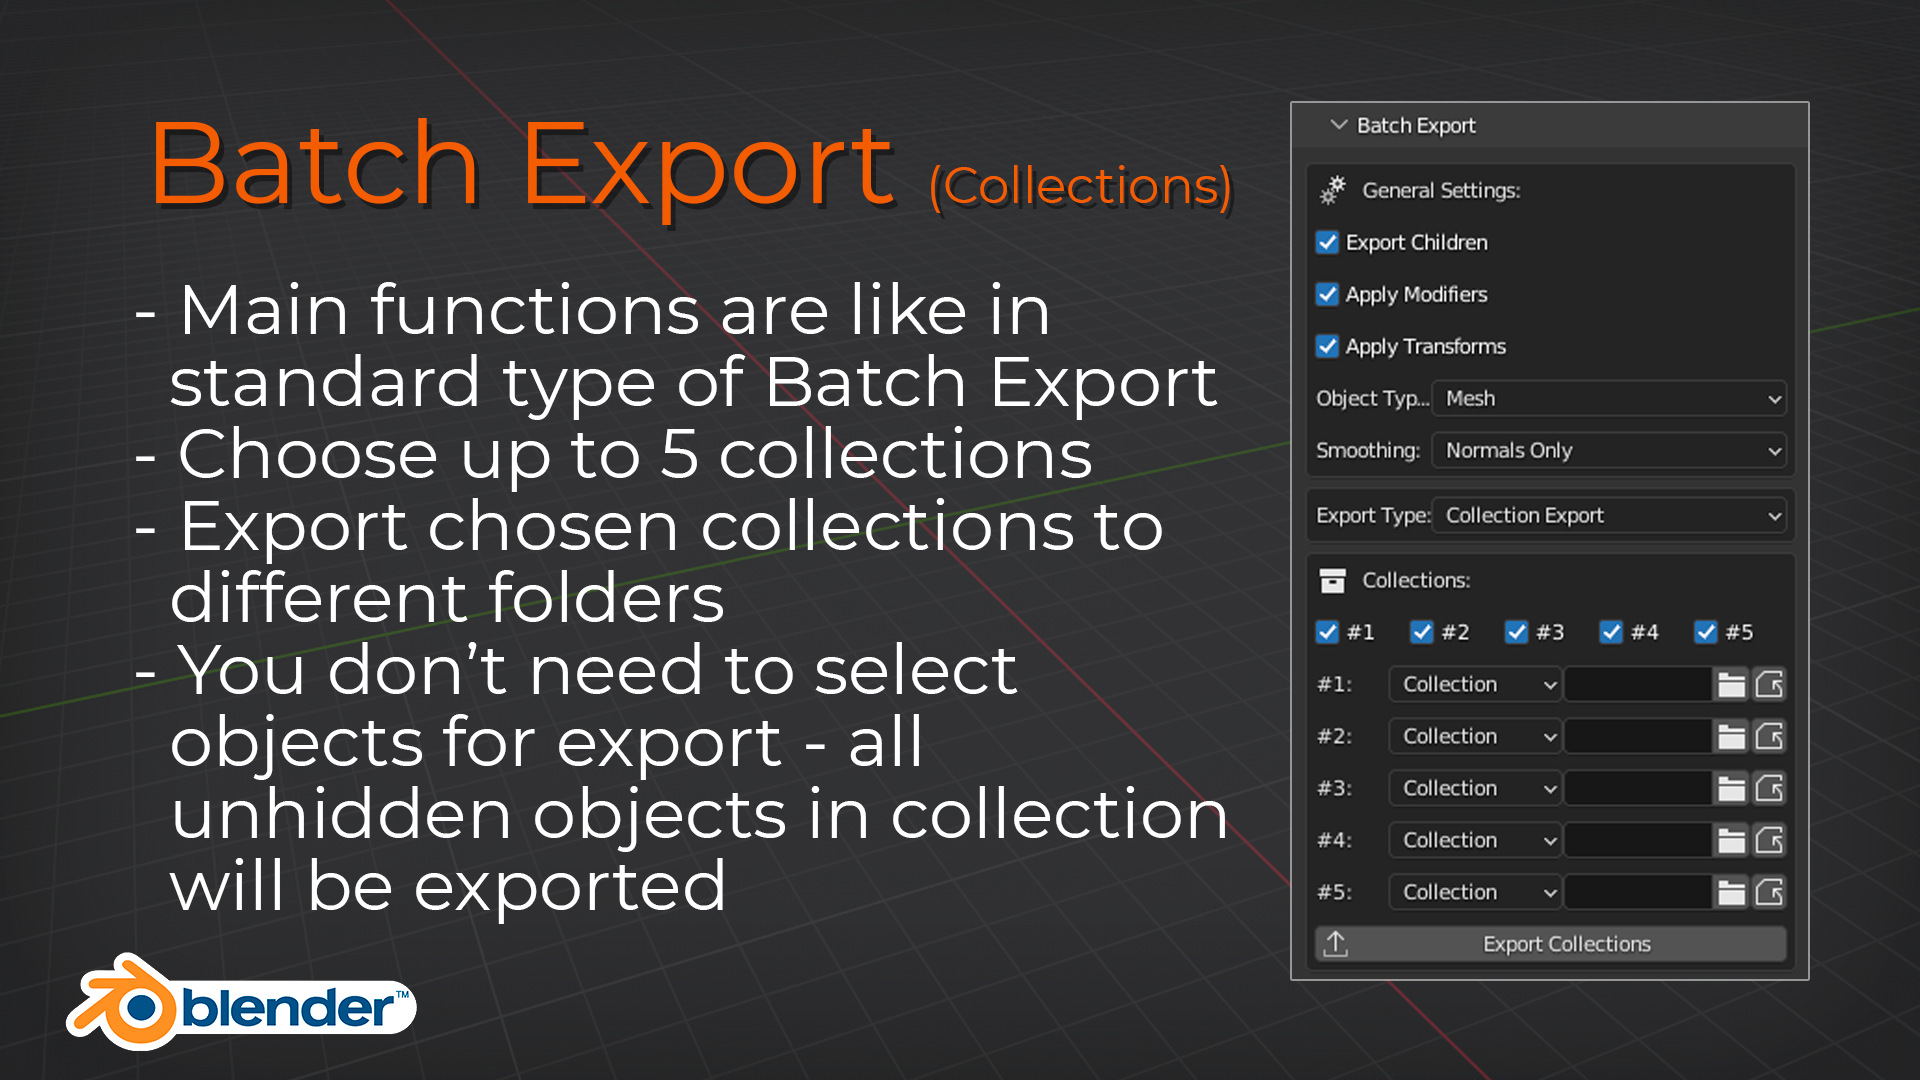 Batch Export (Collections)
- Main functions are like in
standard type of Batch Export
- Choose up to 5 collections
- Export chosen collections to
different folders
- You don’t need to select
objects for export - all
unhidden objects in collection
will be exported
blender™
Batch Export
General Settings:
Export Children
Apply Modifiers
Apply Transforms
Object Typ... Mesh
Smoothing: Normals Only
Export Type: Collection Export
Collections:
#1 #2 #3 #4 #5
#1: Collection
#2: Collection
#3: Collection
#4: Collection
#5: Collection
Export Collections